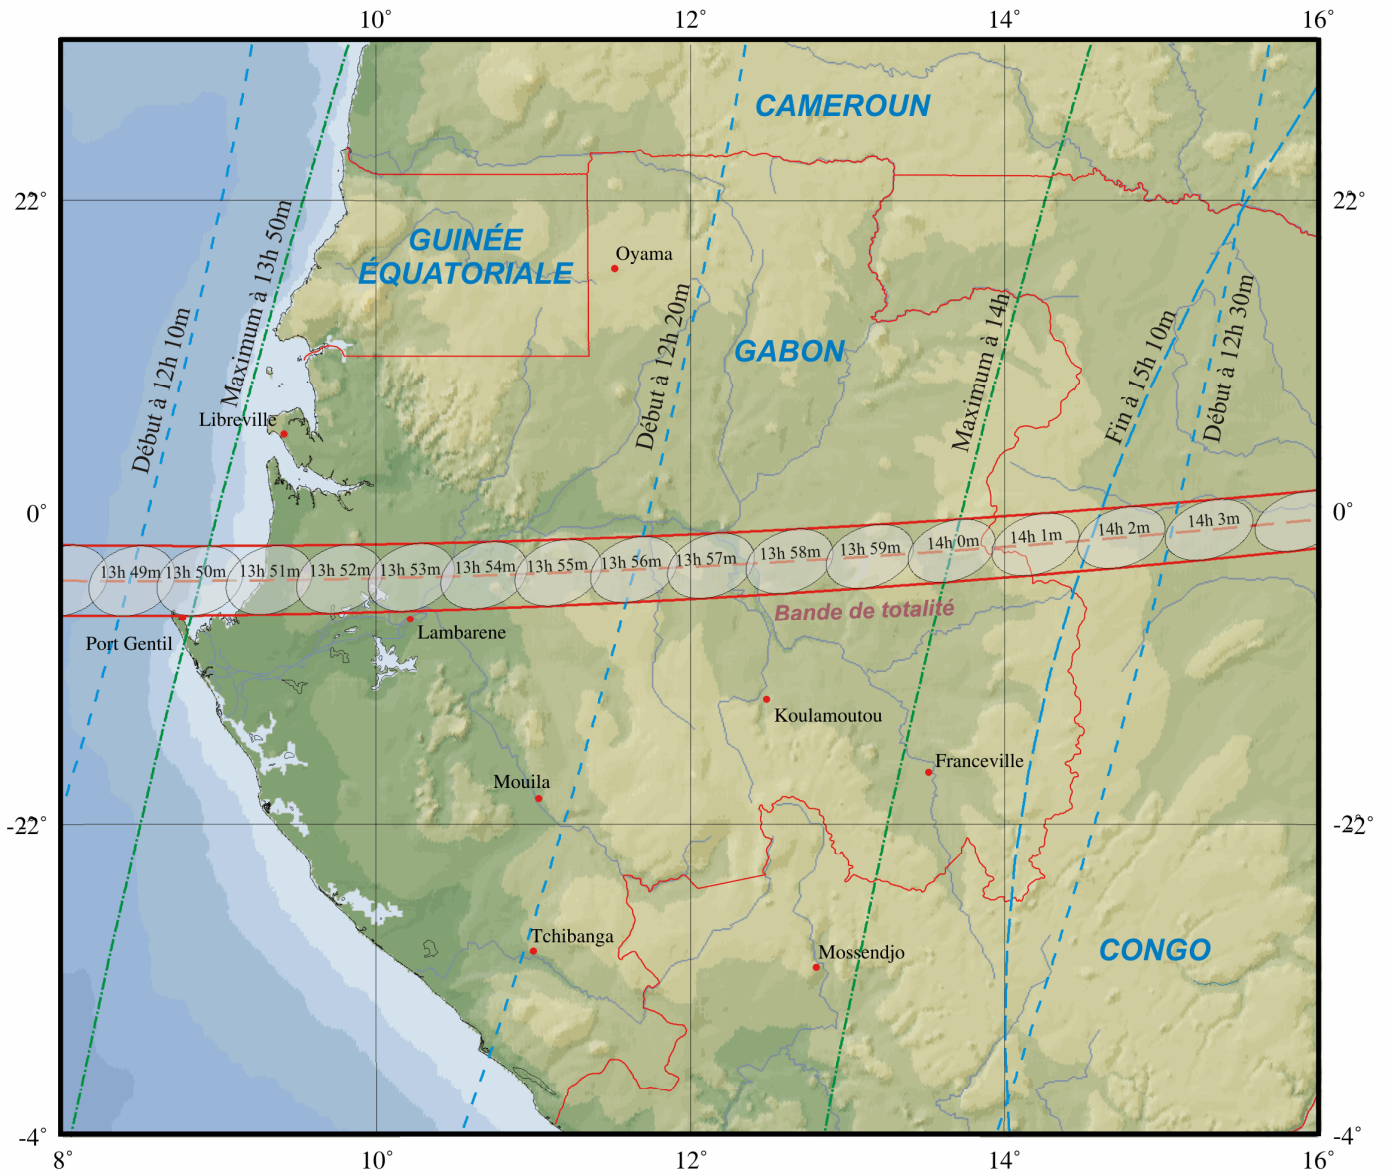 10°
12°
14°
16°
CAMEROUN
22°
22°
Maximum à 13h 50m
GUINÉE
ÉQUATORIALE
Oyama
Début à 12h 10m
Début à 12h 20m
GABON
Maximum à 14h
Fin à 15h 10m
Début à 12h 30m
Libreville
0°
0°
13h 49m
13h 50m
13h 51m
13h 52m
13h 53m
13h 54m
13h 55m
13h 56m
13h 57m
13h 58m
13h 59m
14h 0m
14h 1m
14h 2m
14h 3m
Bande de totalité
Port Gentil
Lambarene
Koulamoutou
Franceville
Mouila
-22°
-22°
Tchibanga
Mossendjo
CONGO
-4°
-4°
8°
10°
12°
14°
16°